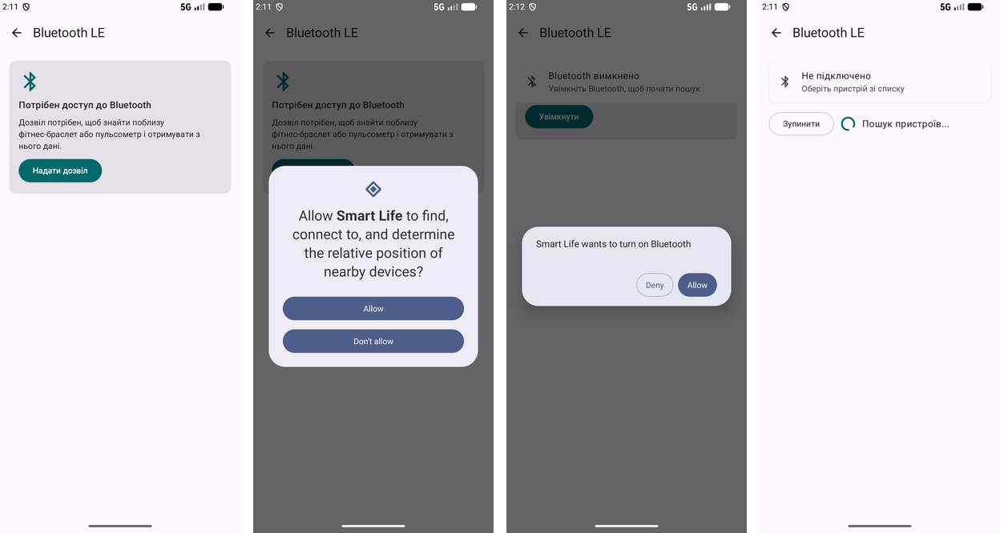 2:11
5G
Bluetooth LE
Потрібен доступ до Bluetooth
Дозвіл потрібен, щоб знайти поблизу
фітнес-браслет або пульсометр і отримувати з
нього дані.
Надати дозвіл
2:11
5G
Bluetooth LE
Потрібен доступ до Bluetooth
Дозвіл потрібен, щоб знайти поблизу
фітнес-браслет або пульсометр і отримувати з
нього дані.
Allow Smart Life to find,
connect to, and determine
the relative position of
nearby devices?
Allow
Don't allow
2:12
5G
Bluetooth LE
Bluetooth вимкнено
Увімкніть Bluetooth, щоб почати пошук
Увімкнути
Smart Life wants to turn on Bluetooth
Deny
Allow
2:11
5G
Bluetooth LE
Не підключено
Оберіть пристрій зі списку
Зупинити
Пошук пристроїв...